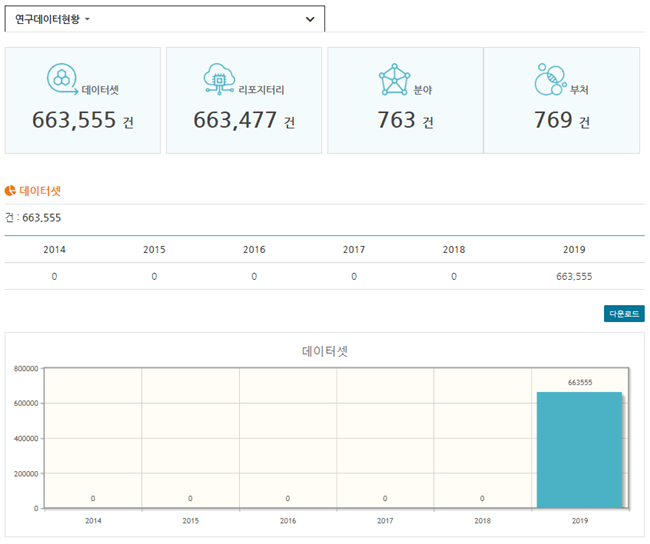 연구데이터현황
데이터셋 리포지터리 분야 부처
663,555 건 663,477 건 763 건 769 건
데이터셋
건 : 663,555
2014 2015 2016 2017 2018 2019
0 0 0 0 0 663,555
다운로드
데이터셋
800000
663555
600000
400000
200000
0 0 0 0 0
0
2014 2015 2016 2017 2018 2019